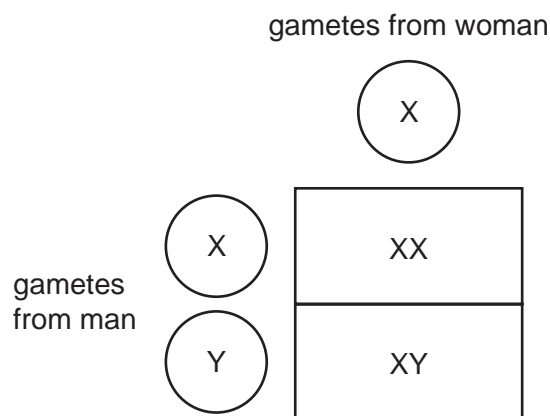 gametes from woman
X
X
XX
gametes
from man
Y
XY